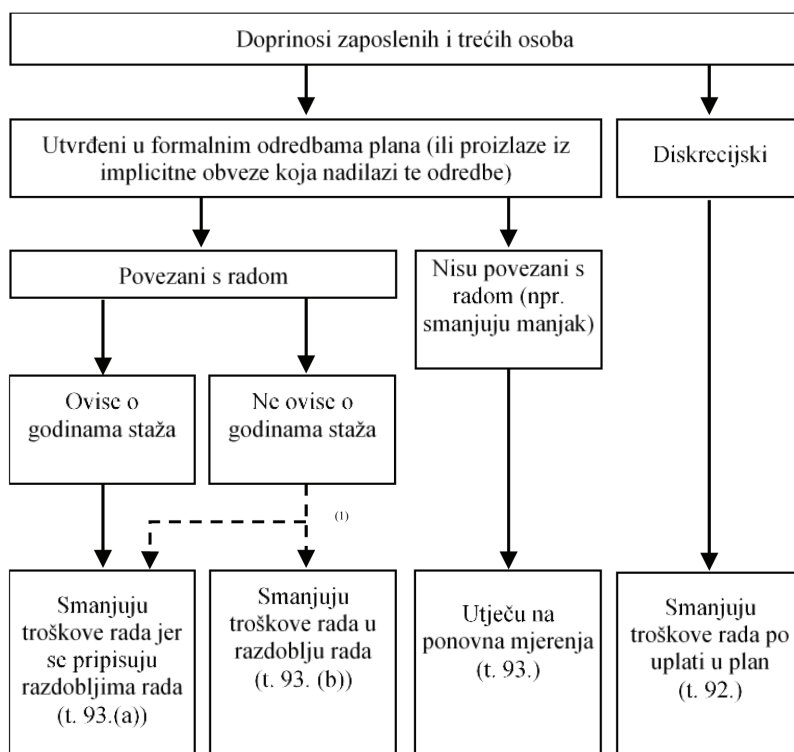 Doprinosi zaposlenih i trećih osoba
Utvrđeni u formalnim odredbama plana (ili proizlaze iz
implicitne obveze koja nadilazi te odredbe)
Diskrecijski
Povezani s radom
Nisu povezani s
radom (npr.
smanjuju manjak)
Ovise o
godinama staža
Ne ovise o
godinama staža
(1)
Smanjuju
troškove rada jer
se pripisuju
razdobljima rada
(t. 93.(a))
Smanjuju
troškove rada u
razdoblju rada
(t. 93. (b))
Utječu na
ponovna mjerenja
(t. 93.)
Smanjuju
troškove rada po
uplati u plan
(t. 92.)